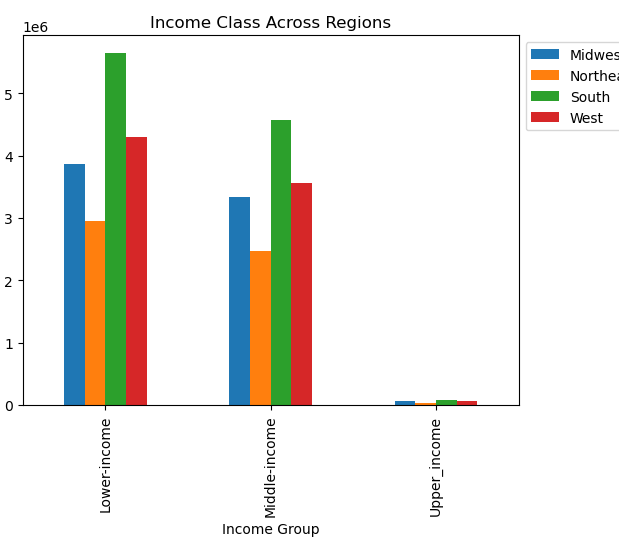 Income Class Across Regions
1e6
5
4
3
2
1
0
Midwes
Northea
South
West
Lower-income
Middle-income
Upper_income
Income Group